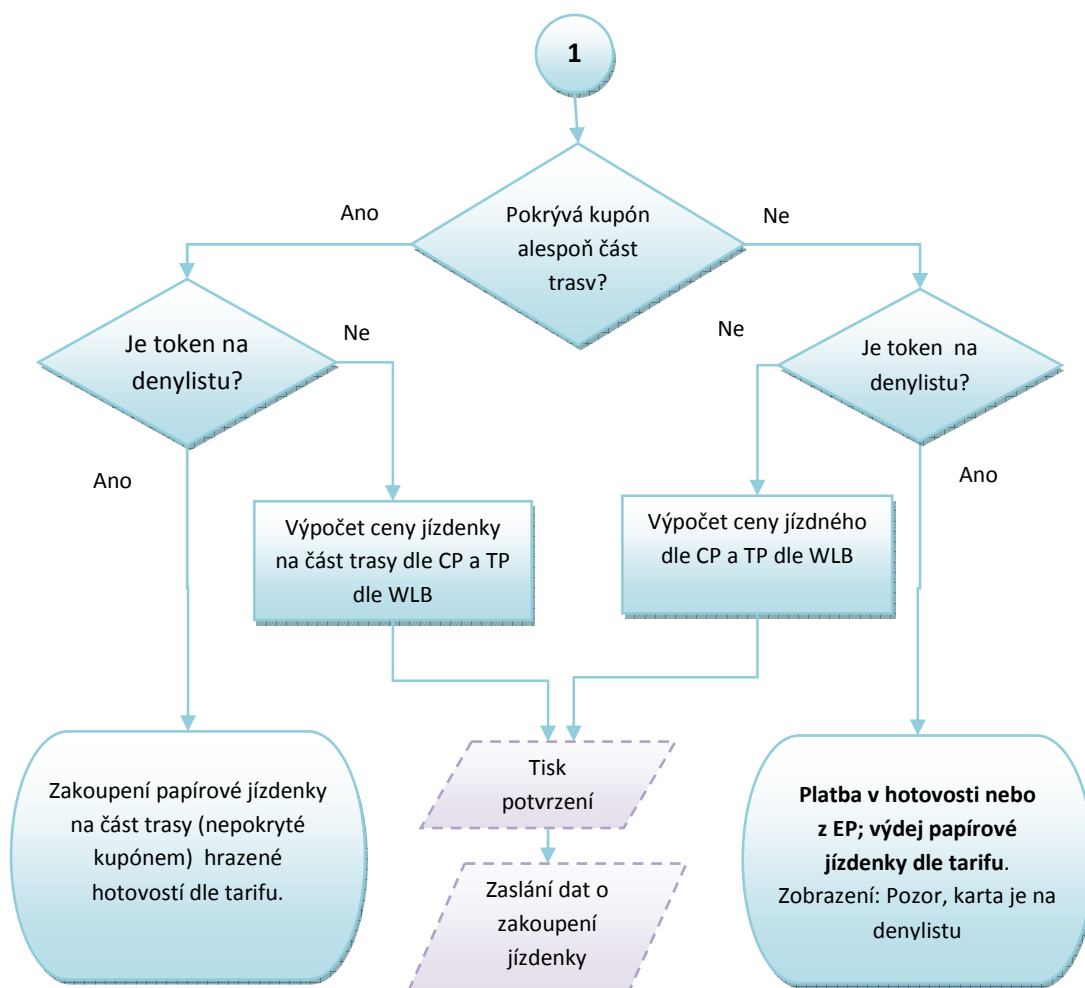 1
Pokrývá kupón
alespoň část
trasv?
Ano
Ne
Je token na
denylistu?
Ne
Ano
Ne
Je token na
denylistu?
Ano
Výpočet ceny jízdenky
na část trasy dle CP a TP
dle WLB
Výpočet ceny jízdného
dle CP a TP dle WLB
Zakoupení papírové jízdenky
na část trasy (nepokryté
kupónem) hrazené
hotovostí dle tarifu.
Tisk
potvrzení
Zaslání dat o
zakoupení
jízdenky
Platba v hotovosti nebo
z EP; výdej papírové
jízdenky dle tarifu.
Zobrazení: Pozor, karta je na
denylistu